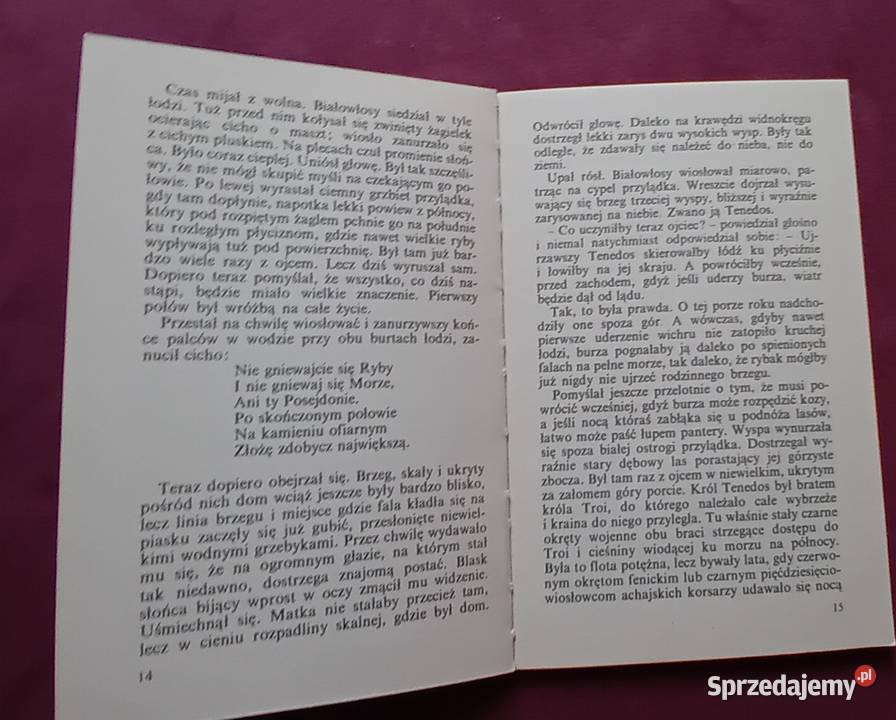 Czas mijał z wolna. Białowłosy siedział w tyle
łodzi. Tuż przed nim kołysał się zwinięty żagielek
ocierając cicho o maszt; wiosło zanurzało się
z cichym pluskiem. Na plecach czuł promienie słoń-
ca. Było coraz cieplej. Uniósł głowę. Był tak szczęśli-
wy, że nie mógł skupić myśli na czekającym go po-
łowie. Po lewej wyrastał ciemny grzbiet przylądka,
gdy tam dopłynie, napotka lekki powiew z północy,
który pod rozpiętym żaglem pchnie go na południe
ku rozległym płyciznom, gdzie nawet wielkie ryby
wypływają tuż pod powierzchnię. Był tam już bar-
dzo wiele razy z ojcem. Lecz dziś wyruszał sam.
Dopiero teraz pomyślał, że wszystko, co dziś na-
stąpi, będzie miało wielkie znaczenie. Pierwszy
połów był wróżbą na całe życie.
Przestał na chwilę wiosłować i zanurzywszy koń-
ce palców w wodzie przy obu burtach łodzi, za-
nucił cicho:
Nie gniewajcie się Ryby
I nie gniewaj się Morze,
Ani ty Posejdonie.
Po skończonym połowie
Na kamieniu ofiarnym
Złożę zdobycz największą.
Teraz dopiero obejrzał się. Brzeg, skały i ukryty
pośród nich dom wciąż jeszcze były bardzo blisko,
lecz linia brzegu i miejsce gdzie fala kładła się na
piasku zaczęły się już gubić, przesłonięte niewiel-
kimi wodnymi grzebykami. Przez chwilę wydawało
mu się, że na ogromnym głazie, na którym stał
tak niedawno, dostrzega znajomą postać. Blask
słońca bijący wprost w oczy zmącił mu widzenie.
Uśmiechnął się. Matka nie stałaby przecież tam,
lecz w cieniu rozpadliny skalnej, gdzie był dom.
14
Odwrócił głowę. Daleko na krawędzi widnokręgu
dostrzegł lekki zarys dwu wysokich wysp. Były tak
odległe, że zdawały się należeć do nieba, nie do
ziemi.
Upał rósł. Białowłosy wiosłował miarowo, pa-
trząc na cypel przylądka. Wreszcie dojrzał wysu-
wający się brzeg trzeciej wyspy, bliższej i wyraźnie
zarysowanej na niebie. Zwano ją Tenedos.
– Co uczyniłby teraz ojciec? – powiedział głośno
i niemal natychmiast odpowiedział sobie: – Uj-
rzawszy Tenedos skierowałby łódź ku płyciźnie
i łowiłby na jej skraju. A powróciłby wcześnie,
przed zachodem, gdyż jeśli uderzy burza, wiatr
będzie dął od lądu.
Tak, to była prawda. O tej porze roku nadcho-
dziły one spoza gór. A wówczas, gdyby nawet
pierwsze uderzenie wichru nie zatopiło kruchej
łodzi, burza pognałaby ją daleko po spienionych
falach na pełne morze, tak daleko, że rybak mógłby
już nigdy nie ujrzeć rodzinnego brzegu.
Pomyślał jeszcze przelotnie o tym, że musi po-
wrócić wcześniej, gdyż burza może rozpędzić kozy,
a jeśli nocą któraś zabłąka się u podnóża lasów,
łatwo może paść łupem pantery. Wyspa wynurzała
się spoza białej ostrogi przylądka. Dostrzegał wy-
raźnie stary dębowy las porastający jej górzyste
zbocza. Był tam raz z ojcem w niewielkim, ukrytym
za załomem góry porcie. Król Tenedos był bratem
króla Troi, do którego należało całe wybrzeże
i kraina do niego przyległa. Tu właśnie stały czarne
okręty wojenne obu braci strzegące dostępu do
Troi i cieśniny wiodącej ku morzu na północy.
Była to flota potężna, lecz bywały lata, gdy czerwo-
nym okrętom fenickim lub czarnym pięćdziesięcio-
wiosłowcom achajskich korsarzy udawało się nocą
15
Sprzedajemy.pl